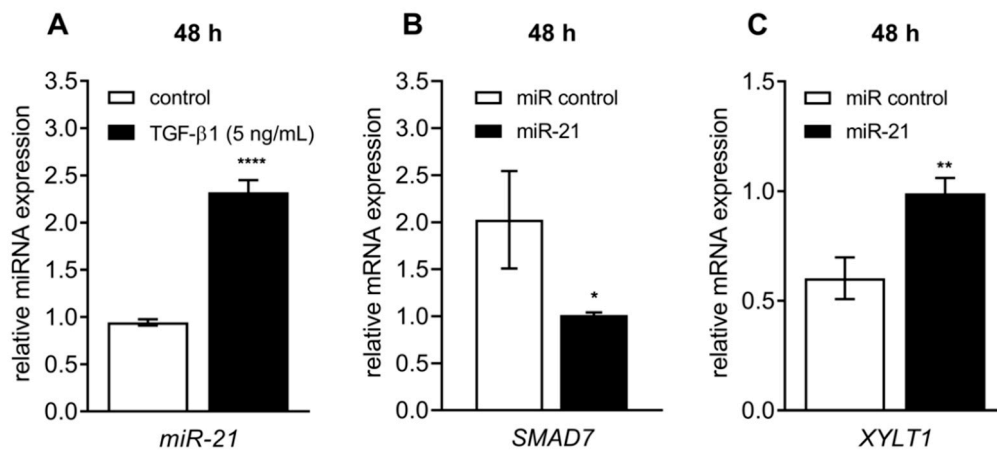 A
48 h
relative miRNA expression
3.5
3.0
2.5
2.0
1.5
1.0
0.5
0.0
control
TGF-β1 (5 ng/mL)
****
miR-21
B
48 h
relative mRNA expression
3.5
3.0
2.5
2.0
1.5
1.0
0.5
0.0
miR control
miR-21
*
SMAD7
C
48 h
relative mRNA expression
1.5
1.0
0.5
0.0
miR control
miR-21
**
XYLT1